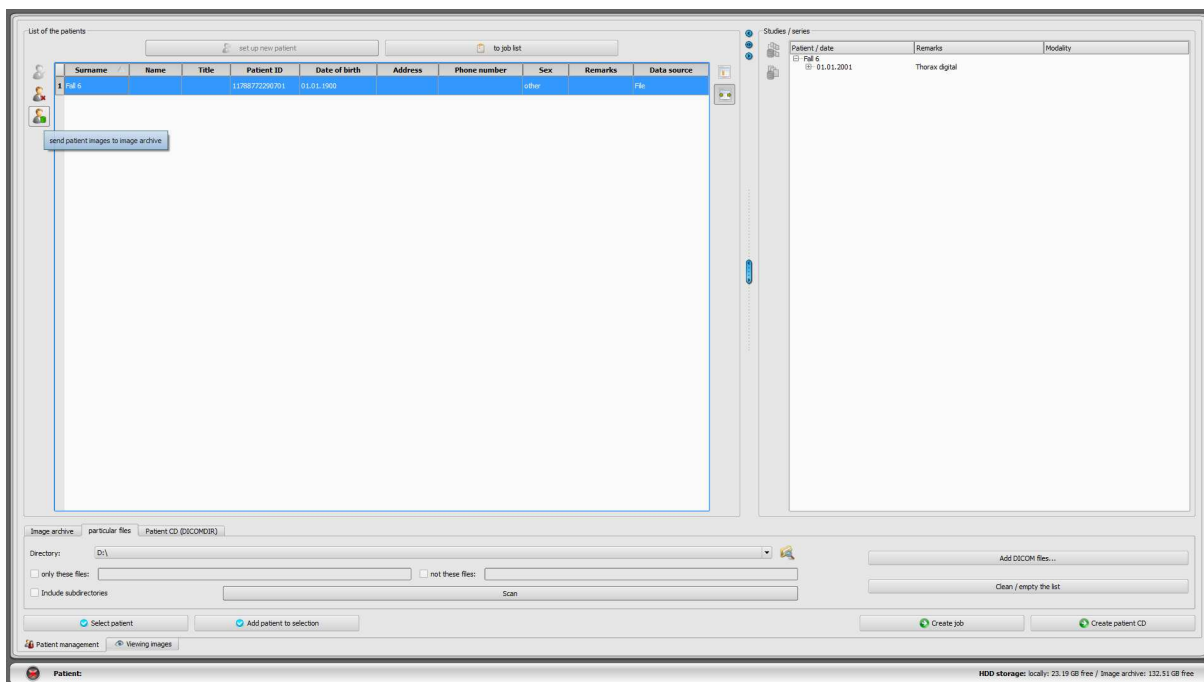 List of the patients
set up new patient
to job list
Surname Name Title Patient ID Date of birth Address Phone number Sex Remarks Data source
1 Fall 6 11768772290701 01.01.1900 other File
send patient images to image archive
Studies / series
Patient / date Remarks Modality
Fall 6
01.01.2001 Thorax digital
Image archive particular files Patient CD (DICOMDIR)
Directory: D:\
only these files: not these files:
Include subdirectories Scan
Add DICOM files...
Clean / empty the list
Select patient Add patient to selection Create job Create patient CD
Patient management Viewing images
Patient: HDD storage: locally: 23.19 GB free / Image archive: 132.51 GB free